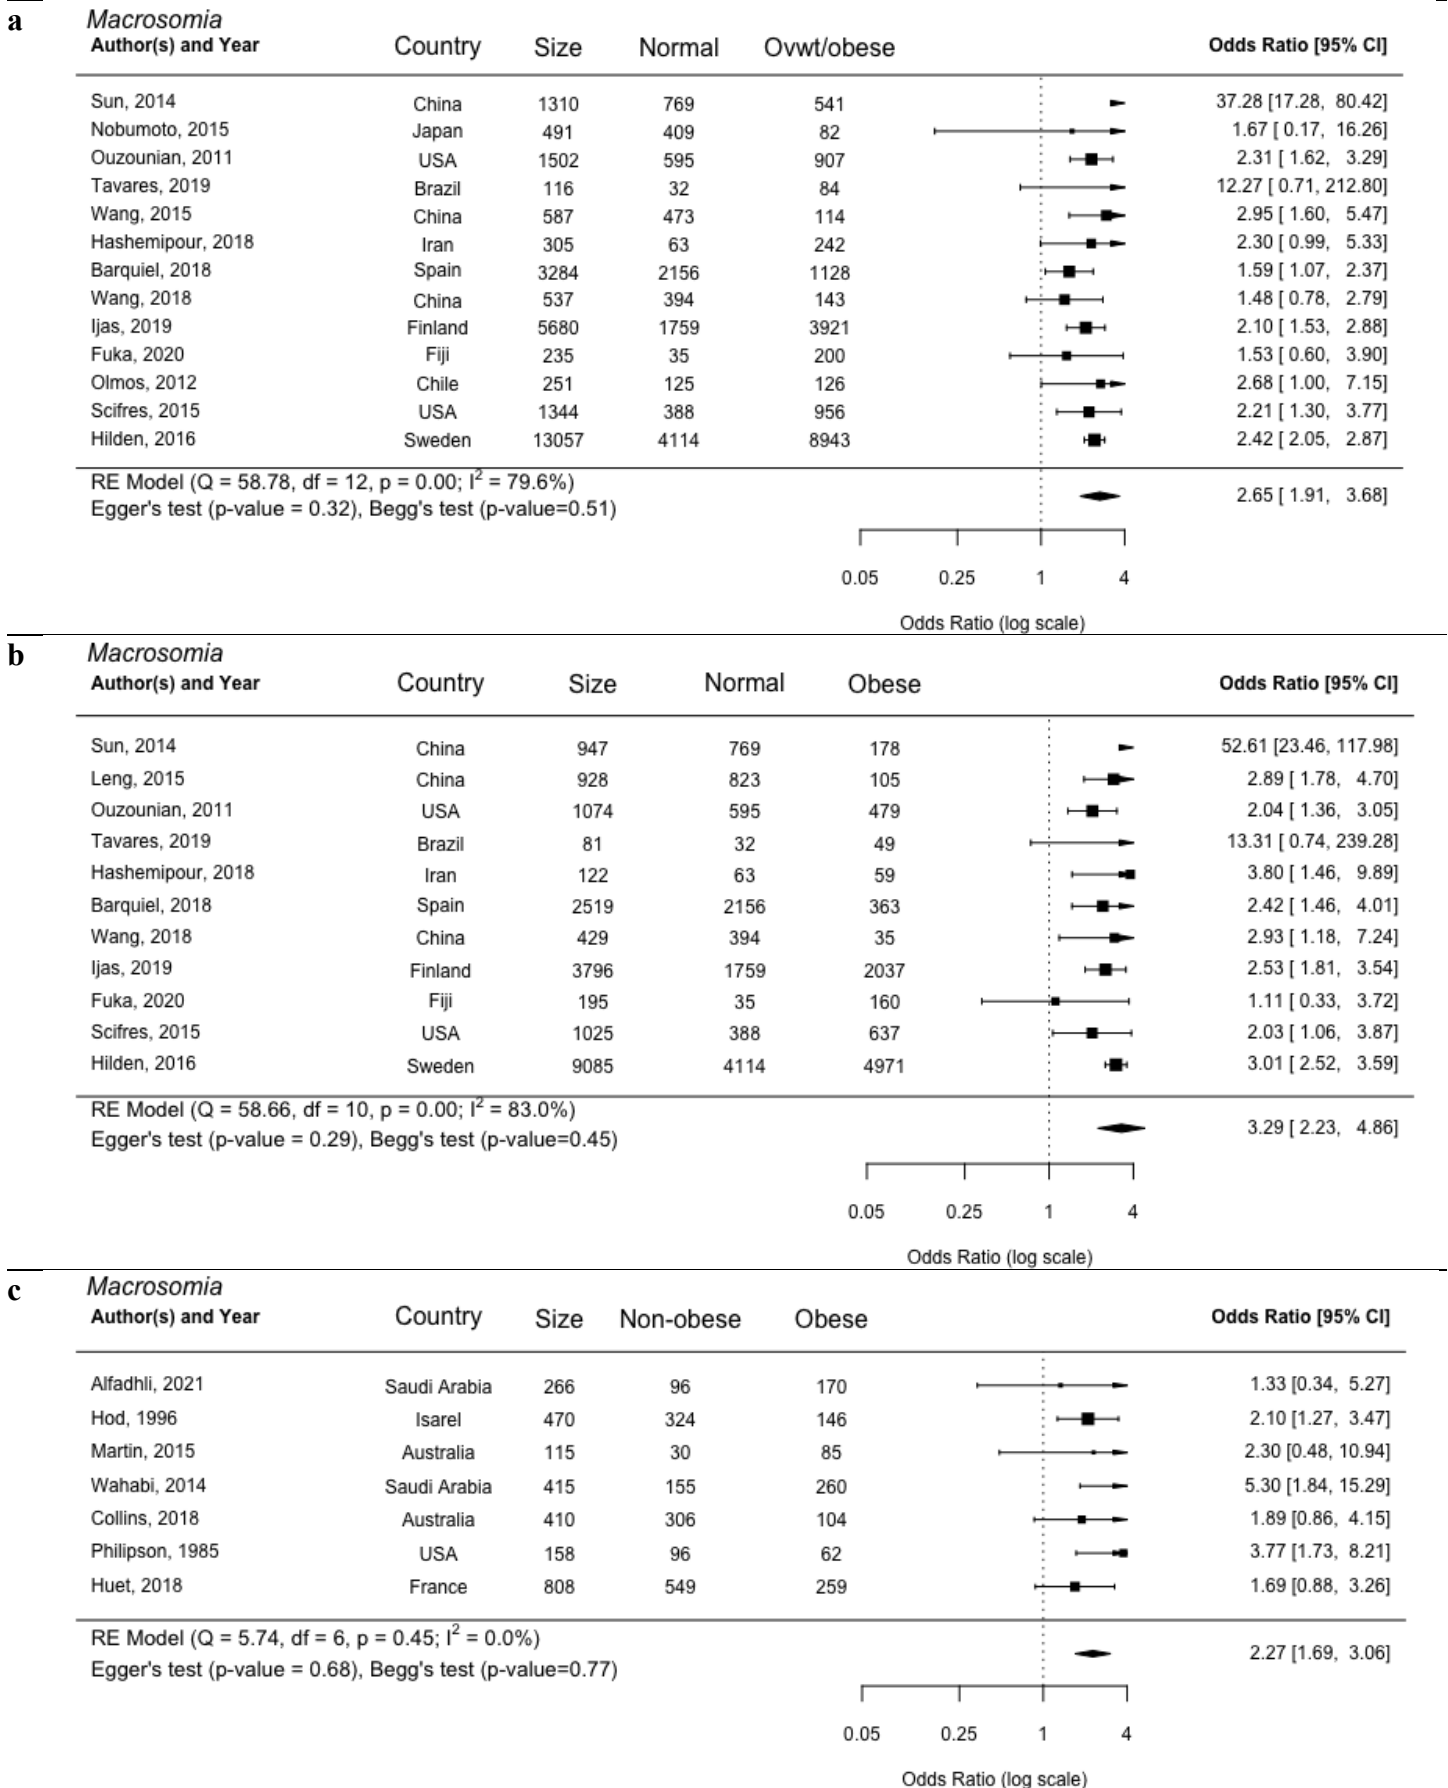 a
Macrosomia
Author(s) and Year Country Size Normal Ovwt/obese Odds Ratio [95% CI]
Sun, 2014 China 1310 769 541 37.28 [17.28, 80.42]
Nobumoto, 2015 Japan 491 409 82 1.67 [ 0.17, 16.26]
Ouzounian, 2011 USA 1502 595 907 2.31 [ 1.62, 3.29]
Tavares, 2019 Brazil 116 32 84 12.27 [ 0.71, 212.80]
Wang, 2015 China 587 473 114 2.95 [ 1.60, 5.47]
Hashemipour, 2018 Iran 305 63 242 2.30 [ 0.99, 5.33]
Barquiel, 2018 Spain 3284 2156 1128 1.59 [ 1.07, 2.37]
Wang, 2018 China 537 394 143 1.48 [ 0.78, 2.79]
Ijas, 2019 Finland 5680 1759 3921 2.10 [ 1.53, 2.88]
Fuka, 2020 Fiji 235 35 200 1.53 [ 0.60, 3.90]
Olmos, 2012 Chile 251 125 126 2.68 [ 1.00, 7.15]
Scifres, 2015 USA 1344 388 956 2.21 [ 1.30, 3.77]
Hilden, 2016 Sweden 13057 4114 8943 2.42 [ 2.05, 2.87]
RE Model (Q = 58.78, df = 12, p = 0.00; I² = 79.6%)
Egger's test (p-value = 0.32), Begg's test (p-value=0.51) 2.65 [ 1.91, 3.68]
0.05 0.25 1 4
Odds Ratio (log scale)
b
Macrosomia
Author(s) and Year Country Size Normal Obese Odds Ratio [95% CI]
Sun, 2014 China 947 769 178 52.61 [23.46, 117.98]
Leng, 2015 China 928 823 105 2.89 [ 1.78, 4.70]
Ouzounian, 2011 USA 1074 595 479 2.04 [ 1.36, 3.05]
Tavares, 2019 Brazil 81 32 49 13.31 [ 0.74, 239.28]
Hashemipour, 2018 Iran 122 63 59 3.80 [ 1.46, 9.89]
Barquiel, 2018 Spain 2519 2156 363 2.42 [ 1.46, 4.01]
Wang, 2018 China 429 394 35 2.93 [ 1.18, 7.24]
Ijas, 2019 Finland 3796 1759 2037 2.53 [ 1.81, 3.54]
Fuka, 2020 Fiji 195 35 160 1.11 [ 0.33, 3.72]
Scifres, 2015 USA 1025 388 637 2.03 [ 1.06, 3.87]
Hilden, 2016 Sweden 9085 4114 4971 3.01 [ 2.52, 3.59]
RE Model (Q = 58.66, df = 10, p = 0.00; I² = 83.0%)
Egger's test (p-value = 0.29), Begg's test (p-value=0.45) 3.29 [ 2.23, 4.86]
0.05 0.25 1 4
Odds Ratio (log scale)
c
Macrosomia
Author(s) and Year Country Size Non-obese Obese Odds Ratio [95% CI]
Alfadhli, 2021 Saudi Arabia 266 96 170 1.33 [0.34, 5.27]
Hod, 1996 Isarel 470 324 146 2.10 [1.27, 3.47]
Martin, 2015 Australia 115 30 85 2.30 [0.48, 10.94]
Wahabi, 2014 Saudi Arabia 415 155 260 5.30 [1.84, 15.29]
Collins, 2018 Australia 410 306 104 1.89 [0.86, 4.15]
Philipson, 1985 USA 158 96 62 3.77 [1.73, 8.21]
Huet, 2018 France 808 549 259 1.69 [0.88, 3.26]
RE Model (Q = 5.74, df = 6, p = 0.45; I² = 0.0%)
Egger's test (p-value = 0.68), Begg's test (p-value=0.77) 2.27 [1.69, 3.06]
0.05 0.25 1 4
Odds Ratio (log scale)